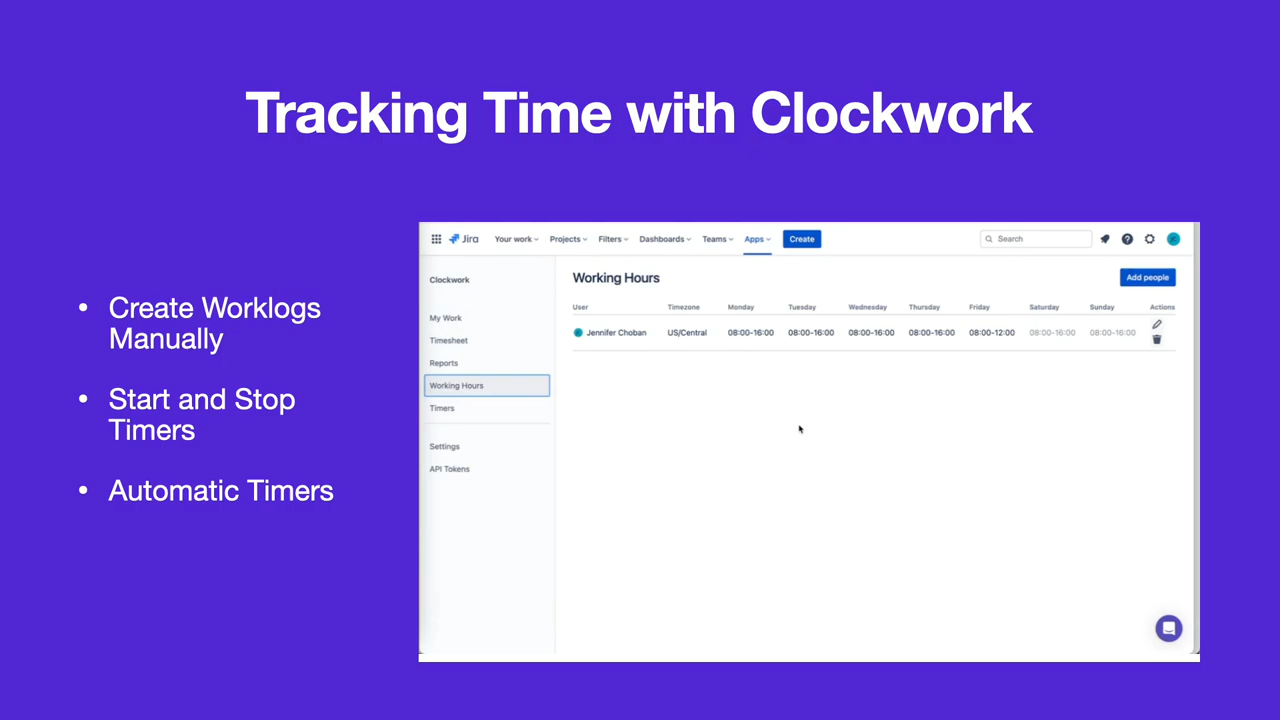 Tracking Time with Clockwork
• Create Worklogs
Manually
• Start and Stop
Timers
• Automatic Timers
Jira Your work Projects Filters Dashboards Teams Apps Create Search
Clockwork
My Work
Timesheet
Reports
Working Hours
Timers
Settings
API Tokens
Working Hours Add people
User Timezone Monday Tuesday Wednesday Thursday Friday Saturday Sunday Actions
Jennifer Choban US/Central 08:00-16:00 08:00-16:00 08:00-16:00 08:00-16:00 08:00-12:00 08:00-16:00 08:00-16:00